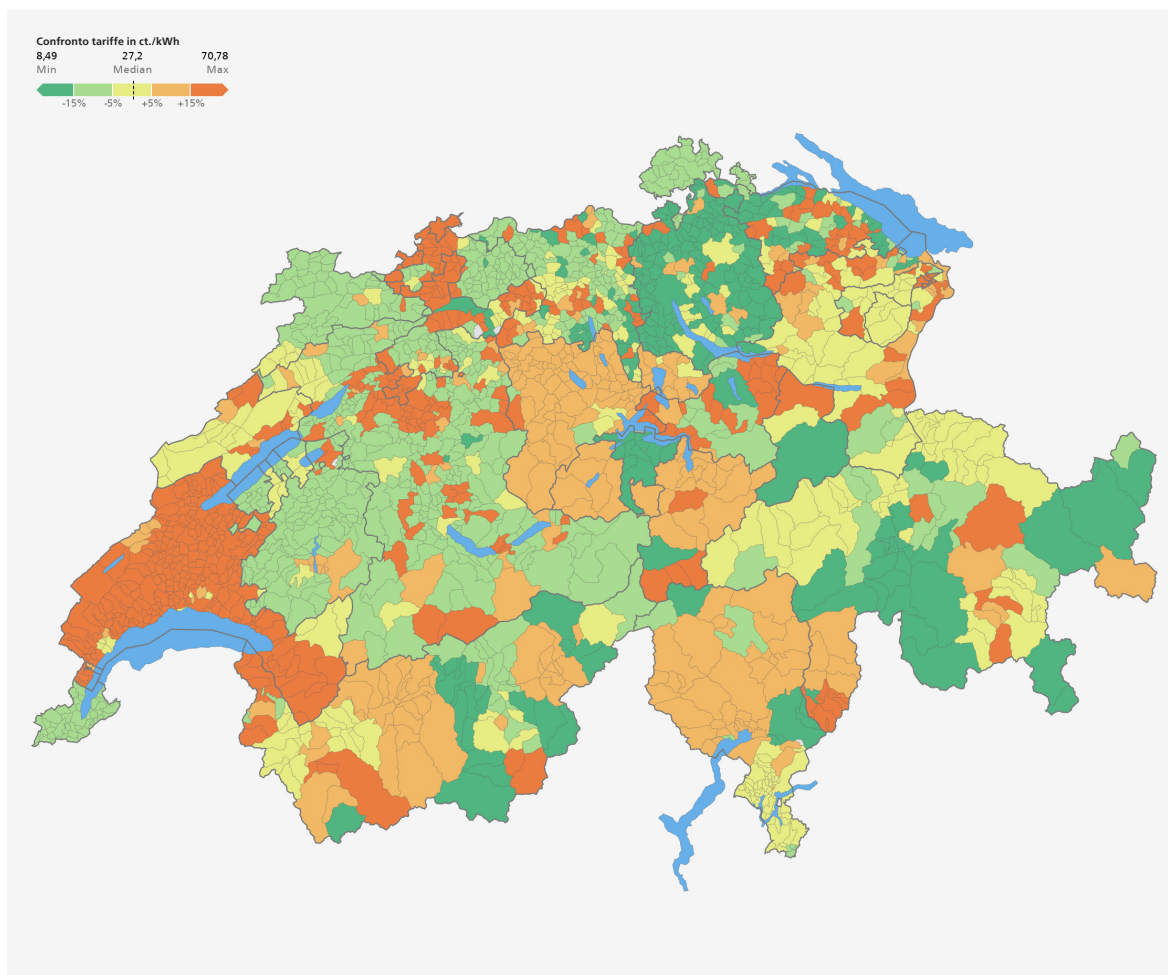 Confronto tariffe in ct./kWh
8,49 27,2 70,78
Min Median Max
-15% -5% +5% +15%